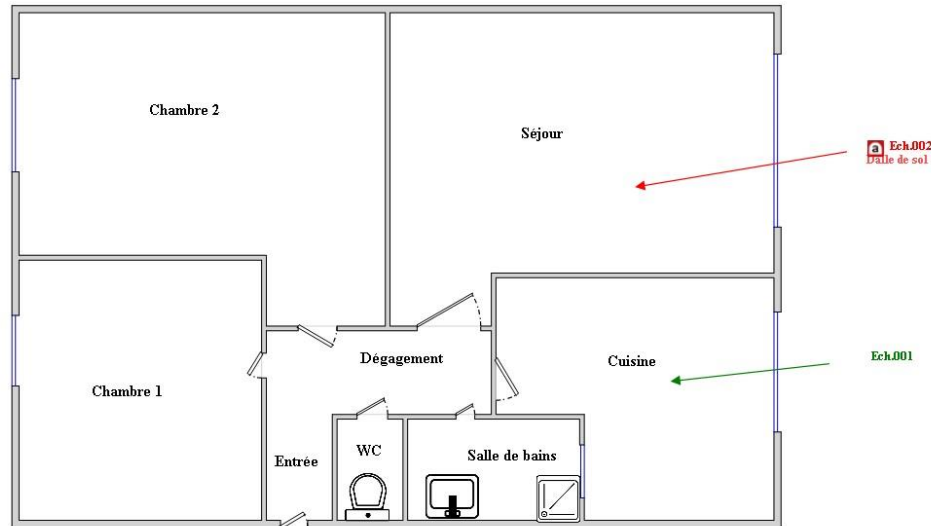 Chambre 2
Séjour
a Ech.002
Dalle de sol
Dégagement
Cuisine
Ech.001
Chambre 1
WC
Salle de bains
Entrée